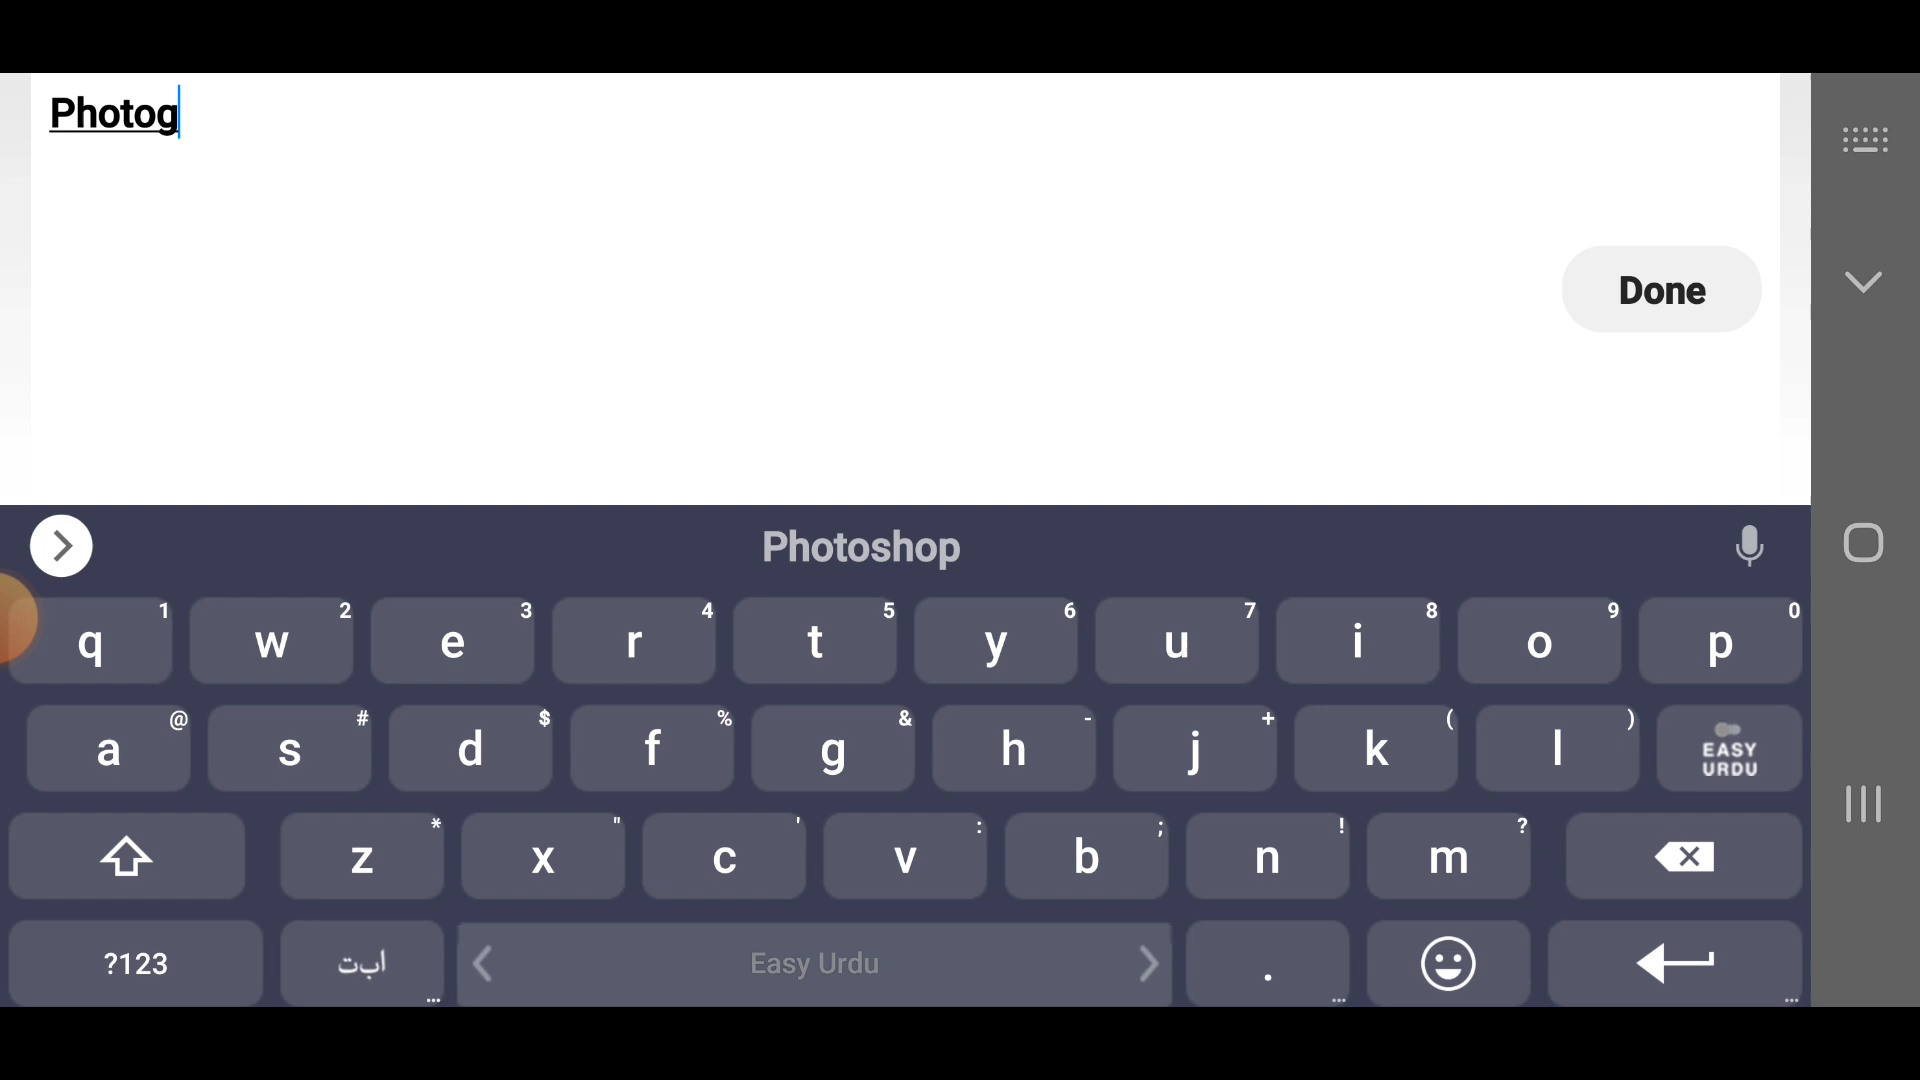 Photog
Done
Photoshop
q 1 w 2 e 3 r 4 t 5 y 6 u 7 i 8 o 9 p 0
a @ s # d $ f % g & h - j + k ( l ) EASY
URDU
z * x " c ' v : b ; n ! m ?
?123 ابت ... Easy Urdu . ... ...